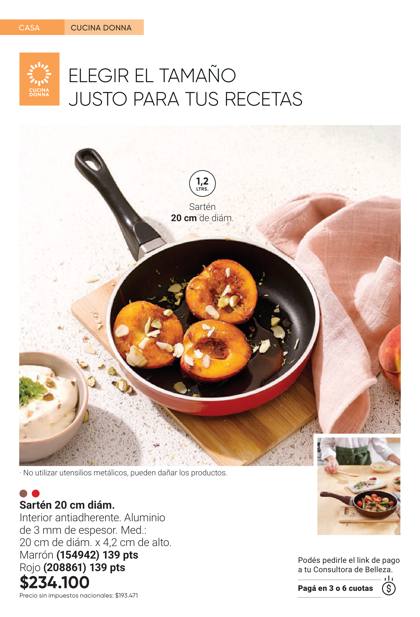 CASA
CUCINA DONNA
CUCINA
DONNA
ELEGIR EL TAMAÑO
JUSTO PARA TUS RECETAS
1,2
LTRS.
Sartén
20 cm de diám.
· No utilizar utensilios metálicos, pueden dañar los productos.
Sartén 20 cm diám.
Interior antiadherente. Aluminio
de 3 mm de espesor. Med.:
20 cm de diám. x 4,2 cm de alto.
Marrón (154942) 139 pts
Rojo (208861) 139 pts
$234.100
Precio sin impuestos nacionales: $193.471
Podés pedirle el link de pago
a tu Consultora de Belleza.
Pagá en 3 o 6 cuotas
$